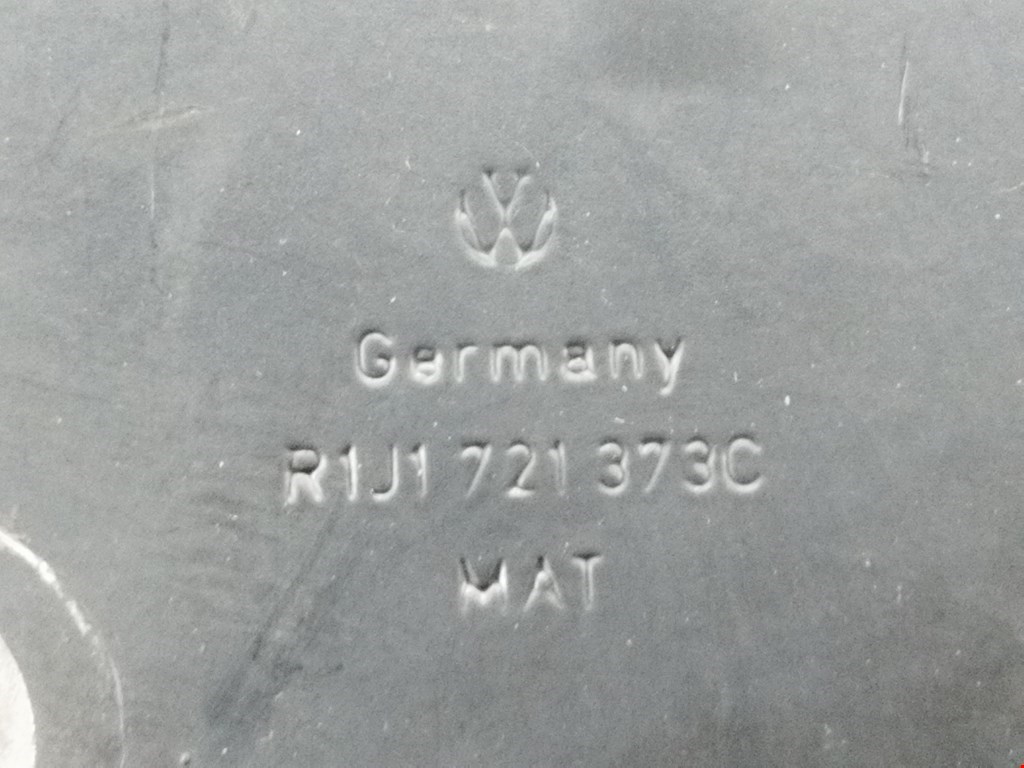 Germany
R1J1 721 373C
MAT